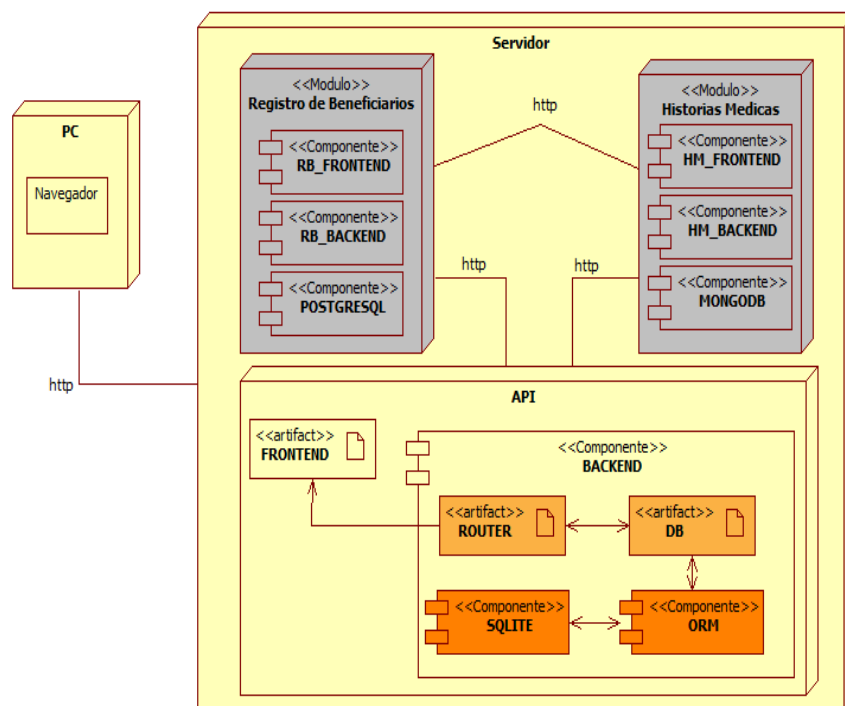 Servidor
PC
Navegador
http
<<Modulo>>
Registro de Beneficiarios
<<Componente>>
RB_FRONTEND
<<Componente>>
RB_BACKEND
<<Componente>>
POSTGRESQL
http
<<Modulo>>
Historias Medicas
<<Componente>>
HM_FRONTEND
<<Componente>>
HM_BACKEND
<<Componente>>
MONGODB
http
http
API
<<artifact>>
FRONTEND
<<Componente>>
BACKEND
<<artifact>>
ROUTER
<<artifact>>
DB
<<Componente>>
SQLITE
<<Componente>>
ORM